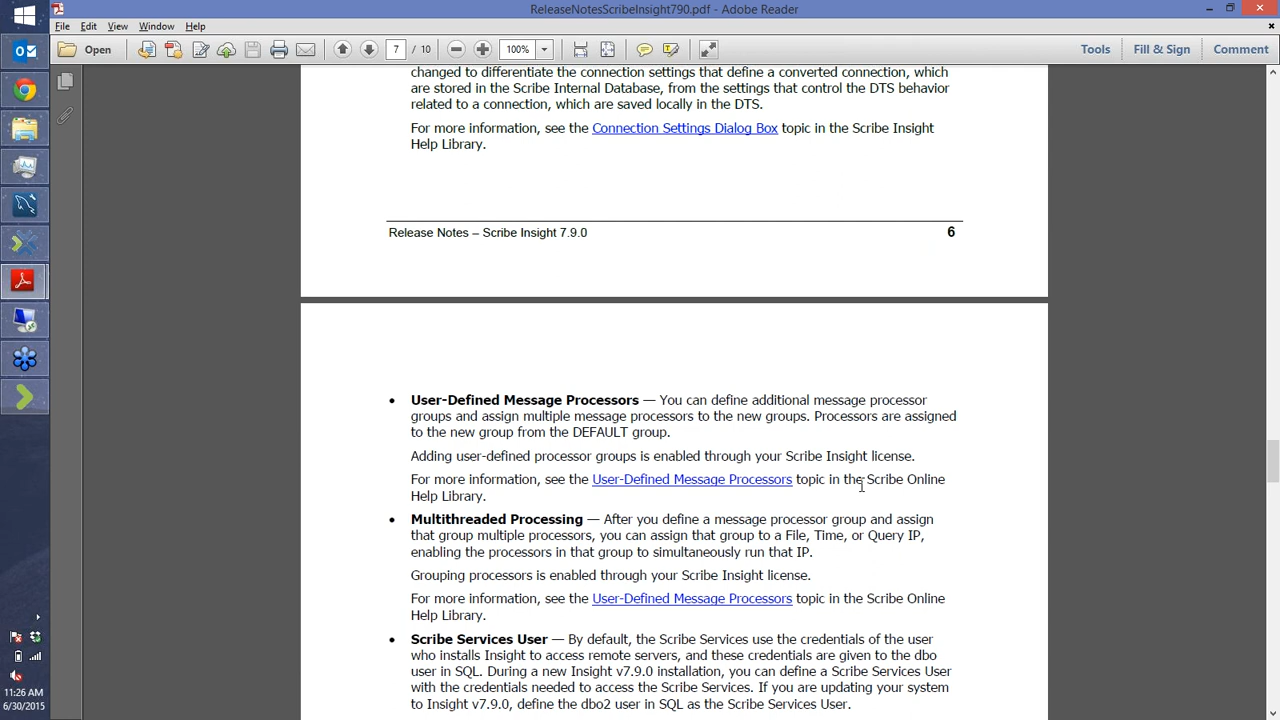 ReleaseNotesScribeInsight790.pdf - Adobe Reader
File Edit View Window Help
Open 7 / 10 100% Tools Fill & Sign Comment
changed to differentiate the connection settings that define a converted connection, which
are stored in the Scribe Internal Database, from the settings that control the DTS behavior
related to a connection, which are saved locally in the DTS.
For more information, see the Connection Settings Dialog Box topic in the Scribe Insight
Help Library.
Release Notes – Scribe Insight 7.9.0 6
• User-Defined Message Processors — You can define additional message processor
groups and assign multiple message processors to the new groups. Processors are assigned
to the new group from the DEFAULT group.
Adding user-defined processor groups is enabled through your Scribe Insight license.
For more information, see the User-Defined Message Processors topic in the Scribe Online
Help Library.
• Multithreaded Processing — After you define a message processor group and assign
that group multiple processors, you can assign that group to a File, Time, or Query IP,
enabling the processors in that group to simultaneously run that IP.
Grouping processors is enabled through your Scribe Insight license.
For more information, see the User-Defined Message Processors topic in the Scribe Online
Help Library.
• Scribe Services User — By default, the Scribe Services use the credentials of the user
who installs Insight to access remote servers, and these credentials are given to the dbo
user in SQL. During a new Insight v7.9.0 installation, you can define a Scribe Services User
with the credentials needed to access the Scribe Services. If you are updating your system
to Insight v7.9.0, define the dbo2 user in SQL as the Scribe Services User.
11:26 AM
6/30/2015